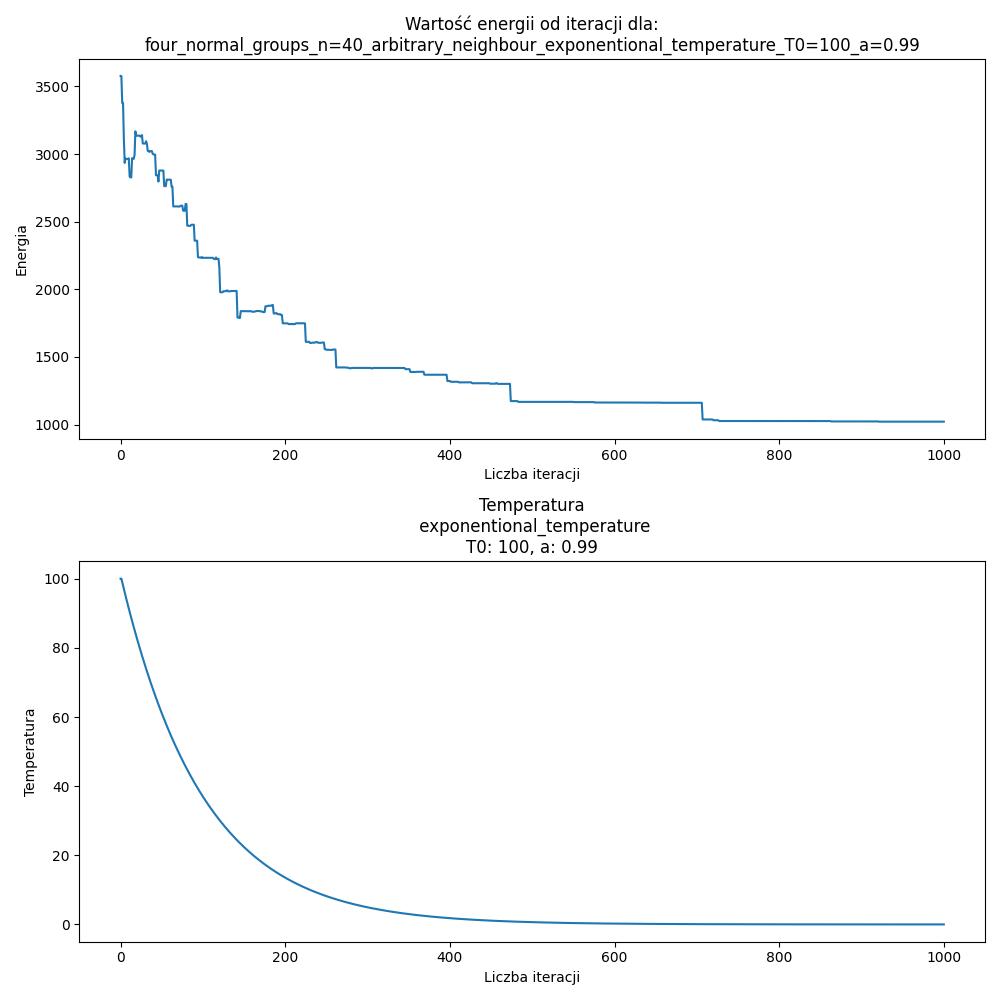 Wartość energii od iteracji dla:
four_normal_groups_n=40_arbitrary_neighbour_exponentional_temperature_T0=100_a=0.99
3500
3000
2500
2000
1500
1000
Energia
0 200 400 600 800 1000
Liczba iteracji
Temperatura
exponentional_temperature
T0: 100, a: 0.99
100
80
60
40
20
0
Temperatura
0 200 400 600 800 1000
Liczba iteracji